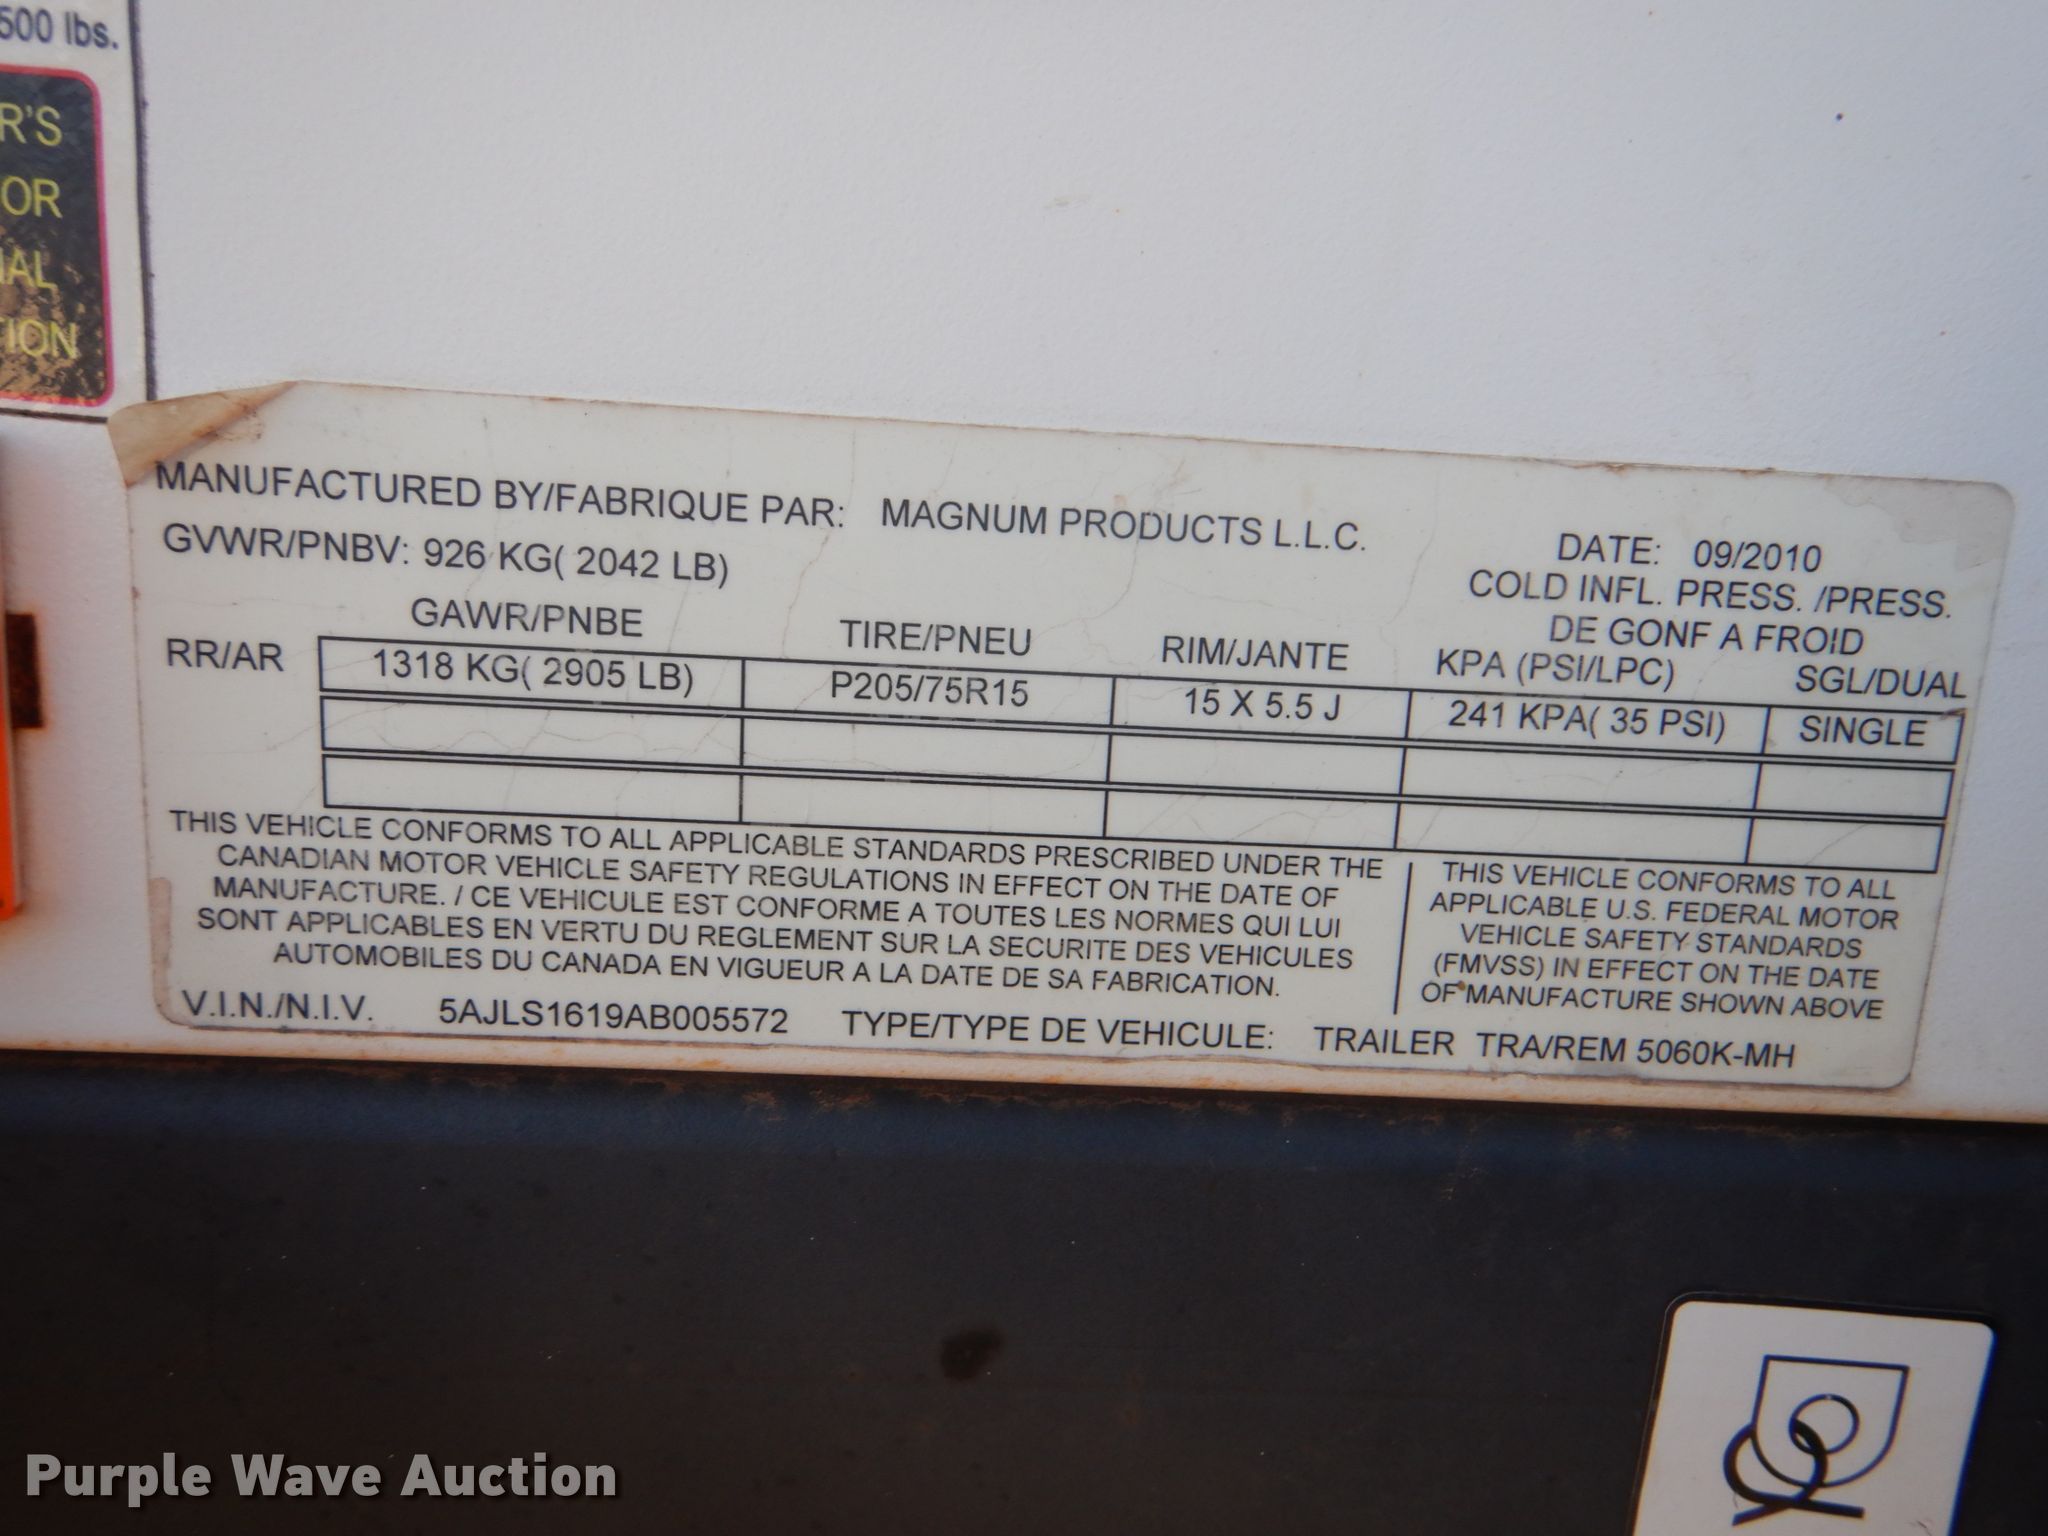 500 lbs.
R'S
OR
IAL
TION
MANUFACTURED BY/FABRIQUE PAR: MAGNUM PRODUCTS L.L.C.
DATE: 09/2010
GVWR/PNBV: 926 KG( 2042 LB)
COLD INFL. PRESS. /PRESS.
DE GONF A FROID
GAWR/PNBE TIRE/PNEU RIM/JANTE KPA (PSI/LPC) SGL/DUAL
RR/AR 1318 KG( 2905 LB) P205/75R15 15 X 5.5 J 241 KPA( 35 PSI) SINGLE
THIS VEHICLE CONFORMS TO ALL APPLICABLE STANDARDS PRESCRIBED UNDER THE
CANADIAN MOTOR VEHICLE SAFETY REGULATIONS IN EFFECT ON THE DATE OF
MANUFACTURE. / CE VEHICULE EST CONFORME A TOUTES LES NORMES QUI LUI
SONT APPLICABLES EN VERTU DU REGLEMENT SUR LA SECURITE DES VEHICULES
AUTOMOBILES DU CANADA EN VIGUEUR A LA DATE DE SA FABRICATION.
THIS VEHICLE CONFORMS TO ALL
APPLICABLE U.S. FEDERAL MOTOR
VEHICLE SAFETY STANDARDS
(FMVSS) IN EFFECT ON THE DATE
OF MANUFACTURE SHOWN ABOVE
V.I.N./N.I.V. 5AJLS1619AB005572 TYPE/TYPE DE VEHICULE: TRAILER TRA/REM 5060K-MH
Purple Wave Auction